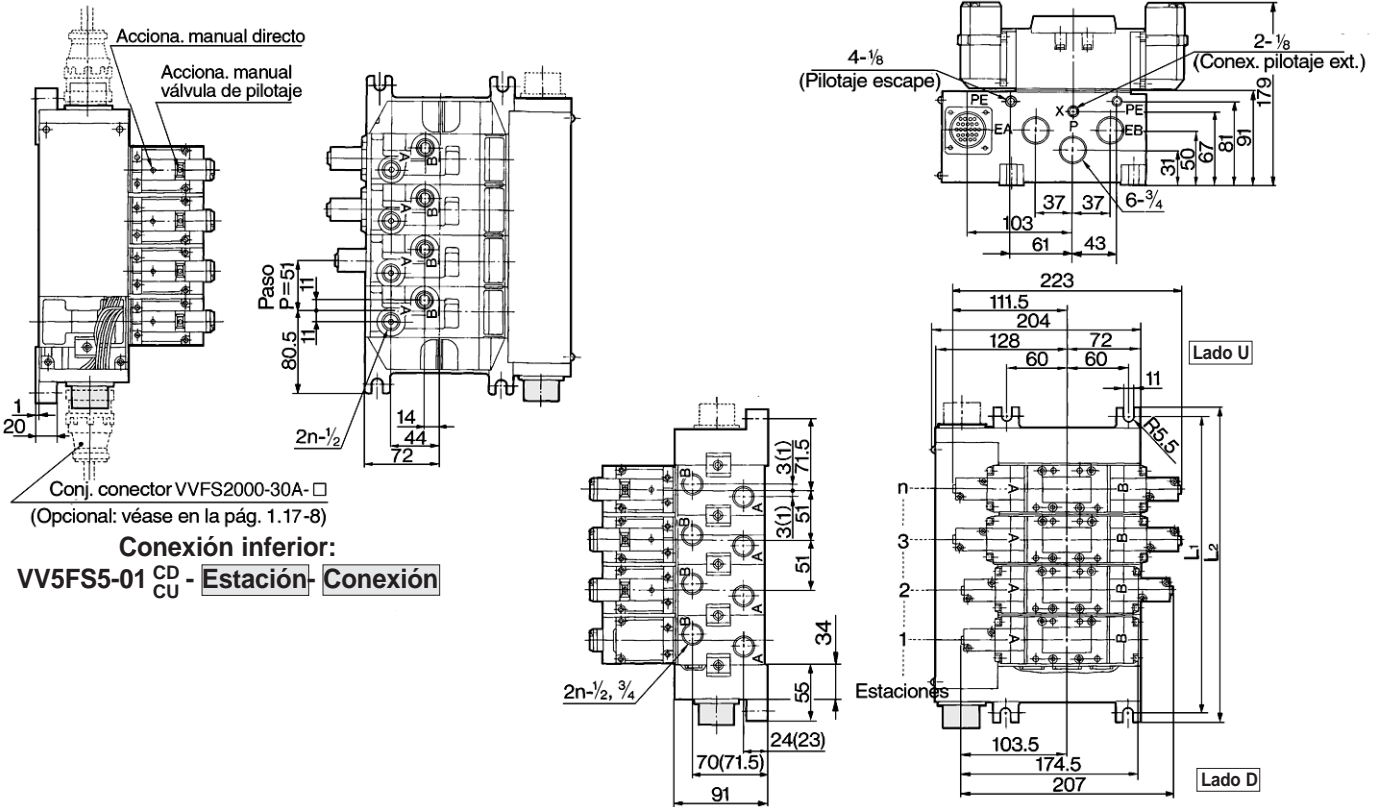 Acciona. manual directo
Acciona. manual
válvula de pilotaje
1
20
Conj. conector VVFS2000-30A-□
(Opcional: véase en la pág. 1.17-8)
Conexión inferior:
VV5FS5-01 CD CU - Estación - Conexión
A
B
A
B
A
B
A
B
Paso
P=51
11
11
80.5
2n-½
14
44
72
4-⅛
(Pilotaje escape)
2-⅛
(Conex. pilotaje ext.)
PE
X
PE
P
EA
EB
31
50
67
81
91
179
37
37
6-¾
103
61
43
B
A
B
A
B
A
B
A
3(1)
71.5
3(1)
51
51
34
55
2n-½, ¾
24(23)
70(71.5)
91
223
111.5
204
128
72
60
60
11
R5.5
Lado U
n
3
2
1
Estaciones
A
B
A
B
A
B
A
B
L1
L2
103.5
174.5
207
Lado D